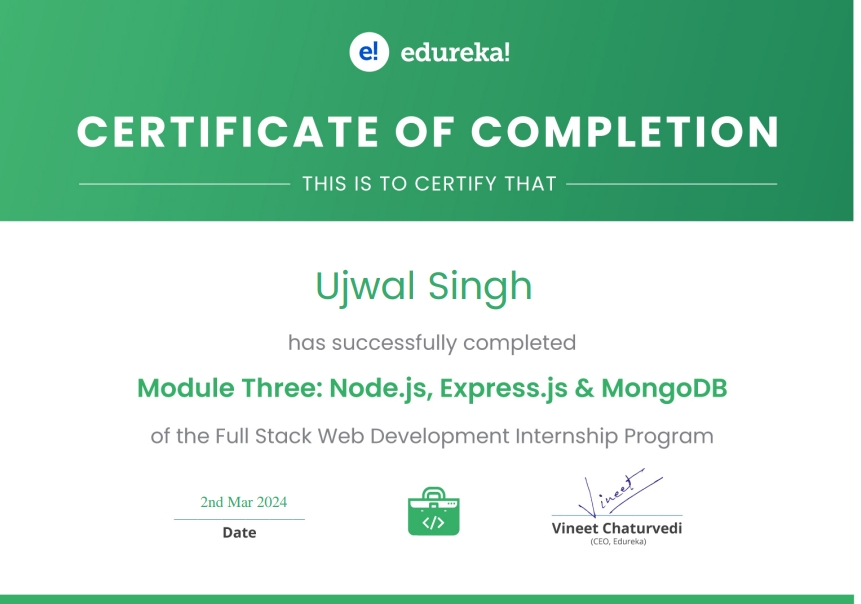 e! edureka!
CERTIFICATE OF COMPLETION
THIS IS TO CERTIFY THAT
Ujwal Singh
has successfully completed
Module Three: Node.js, Express.js & MongoDB
of the Full Stack Web Development Internship Program
2nd Mar 2024
Date
</>
Vineet
Vineet Chaturvedi
(CEO, Edureka)